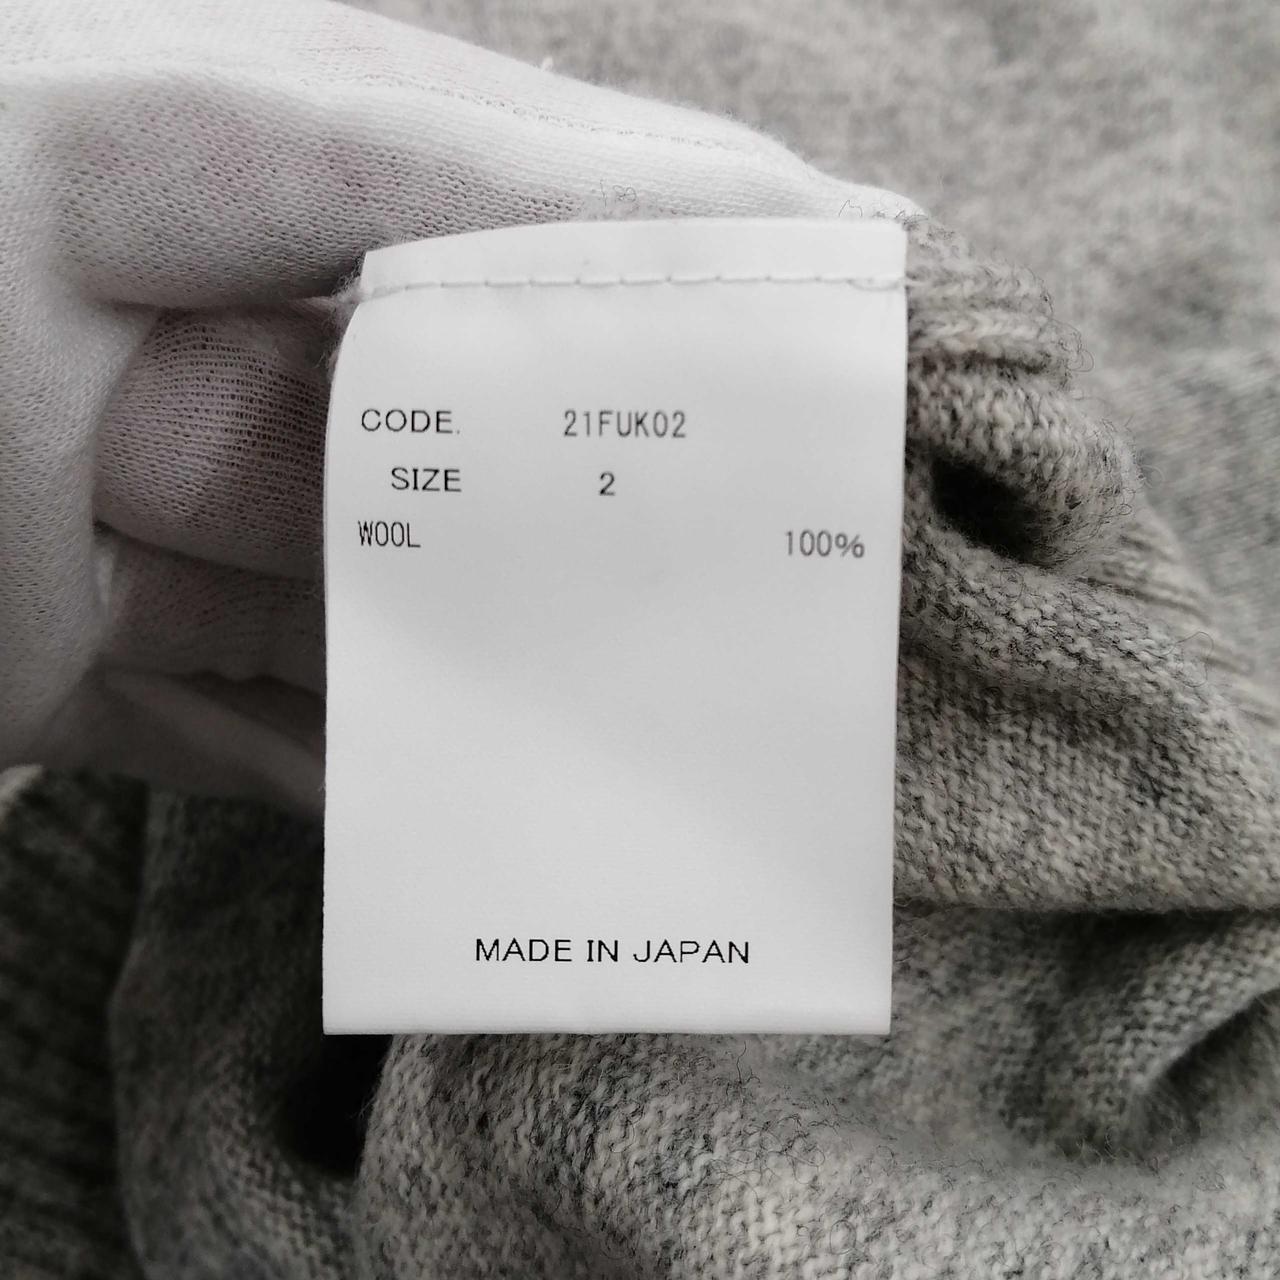 CODE. 21FUK02
SIZE 2
WOOL 100%
MADE IN JAPAN